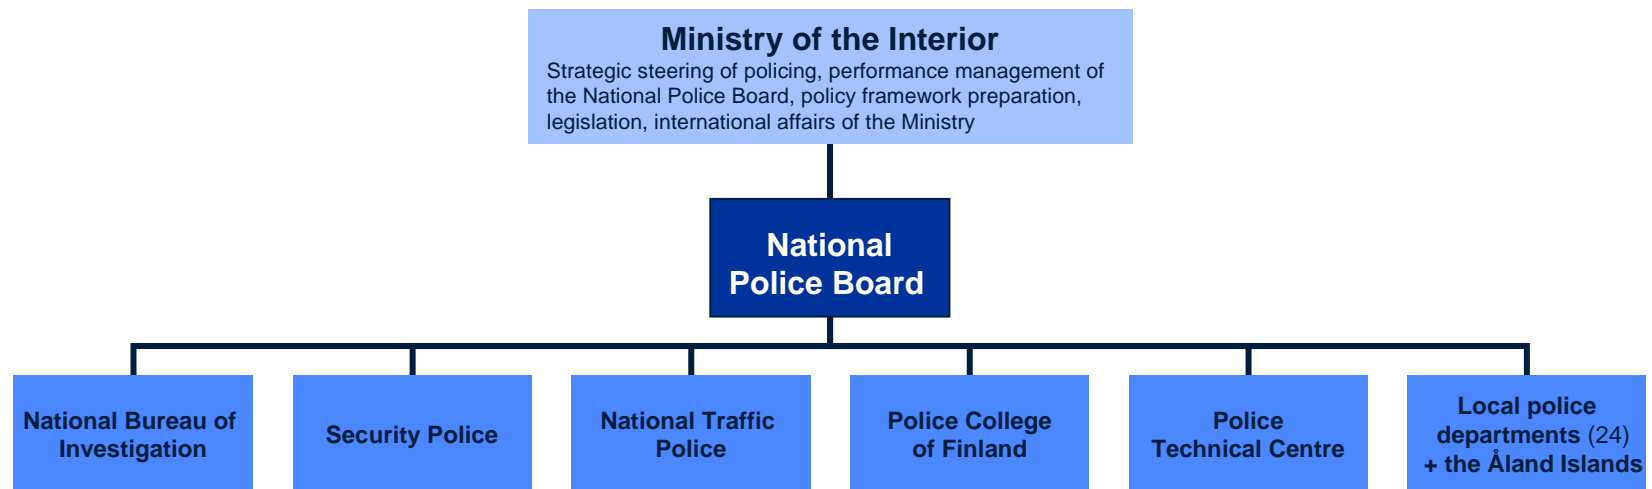 Ministry of the Interior
Strategic steering of policing, performance management of
the National Police Board, policy framework preparation,
legislation, international affairs of the Ministry
National
Police Board
National Bureau of
Investigation
Security Police
National Traffic
Police
Police College
of Finland
Police
Technical Centre
Local police
departments (24)
+ the Åland Islands